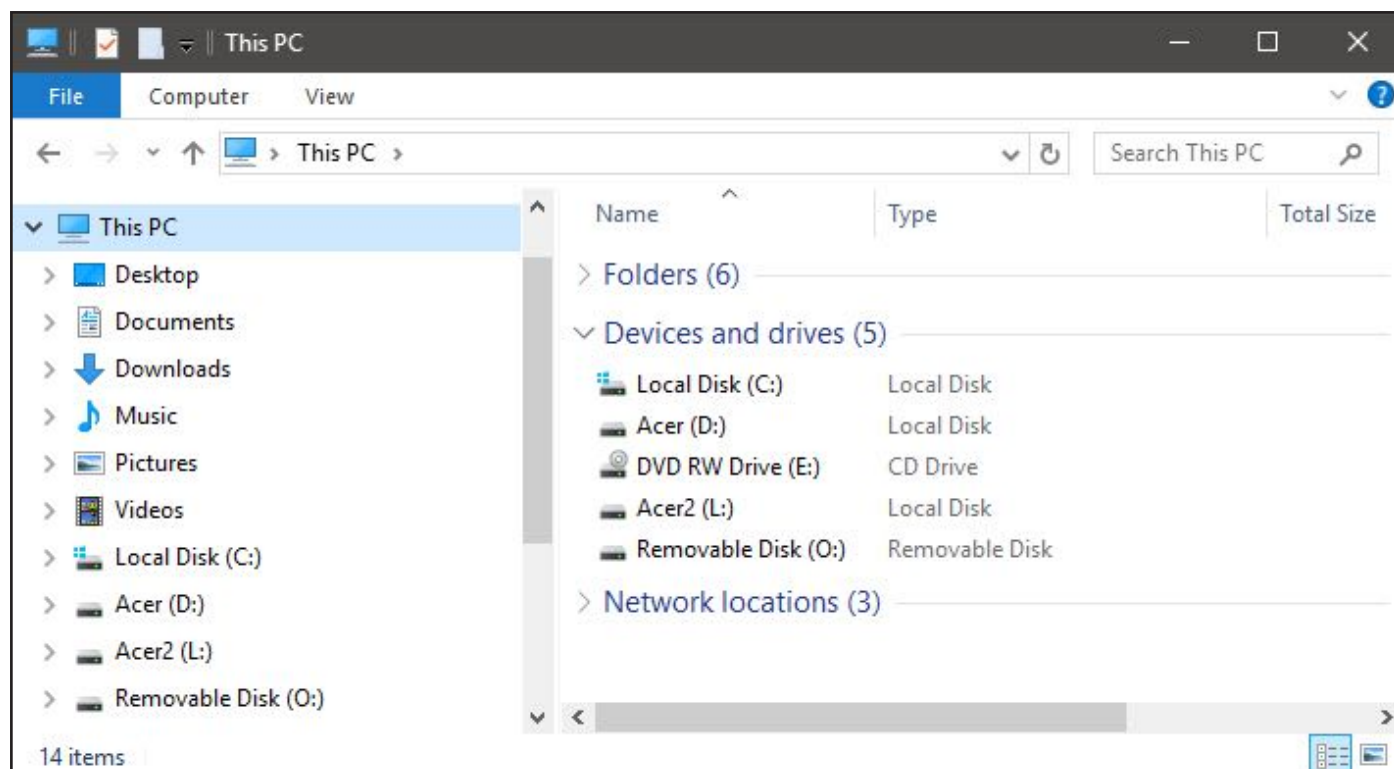 This PC
File Computer View
This PC
Search This PC
This PC
Desktop
Documents
Downloads
Music
Pictures
Videos
Local Disk (C:)
Acer (D:)
Acer2 (L:)
Removable Disk (O:)
Name Type Total Size
Folders (6)
Devices and drives (5)
Local Disk (C:) Local Disk
Acer (D:) Local Disk
DVD RW Drive (E:) CD Drive
Acer2 (L:) Local Disk
Removable Disk (O:) Removable Disk
Network locations (3)
14 items